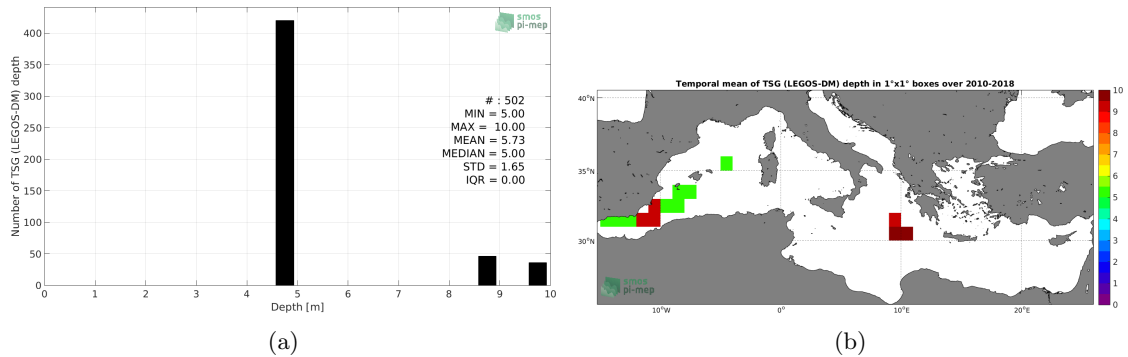 smos
pi-mep
Number of TSG (LEGOS-DM) depth
400
350
300
250
200
150
100
50
0
# : 502
MIN = 5.00
MAX = 10.00
MEAN = 5.73
MEDIAN = 5.00
STD = 1.65
IQR = 0.00
0 1 2 3 4 5 6 7 8 9 10
Depth [m]
(a)
Temporal mean of TSG (LEGOS-DM) depth in 1°x1° boxes over 2010-2018
40°N
35°N
30°N
10°W 0° 10°E 20°E
10
9
8
7
6
5
4
3
2
1
0
smos
pi-mep
(b)